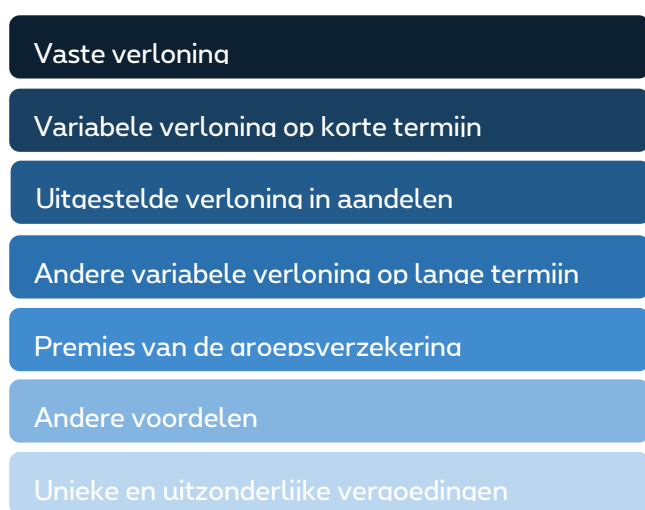 Vaste verloning
Variabele verloning op korte termijn
Uitgestelde verloning in aandelen
Andere variabele verloning op lange termijn
Premies van de groepsverzekering
Andere voordelen
Unieke en uitzonderlijke vergoedingen